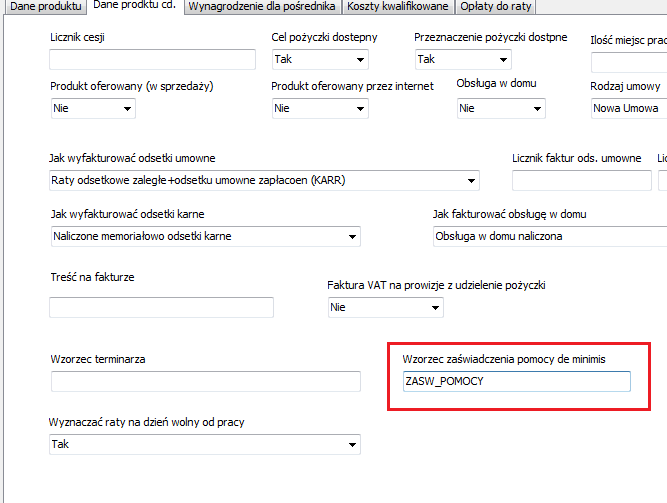 Dane produktu Dane prodktu cd. Wynagrodzenie dla pośrednika Koszty kwalifikowane Opłaty do raty
Licznik cesji Cel pożyczki dostepny Przeznaczenie pożyczki dostpne Ilość miejsc prac
Tak Tak
Produkt oferowany (w sprzedaży) Produkt oferowany przez internet Obsługa w domu Rodzaj umowy
Nie Nie Nie Nowa Umowa
Jak wyfakturować odsetki umowne Licznik faktur ods. umowne Lic
Raty odsetkowe zaległe+odsetku umowne zapłacoen (KARR)
Jak wyfakturować odsetki karne Jak fakturować obsługę w domu
Naliczone memoriałowo odsetki karne Obsługa w domu naliczona
Treść na fakturze Faktura VAT na prowizje z udzielenie pożyczki
Nie
Wzorzec terminarza Wzorzec zaświadczenia pomocy de minimis
ZASW_POMOCY
Wyznaczać raty na dzień wolny od pracy
Tak